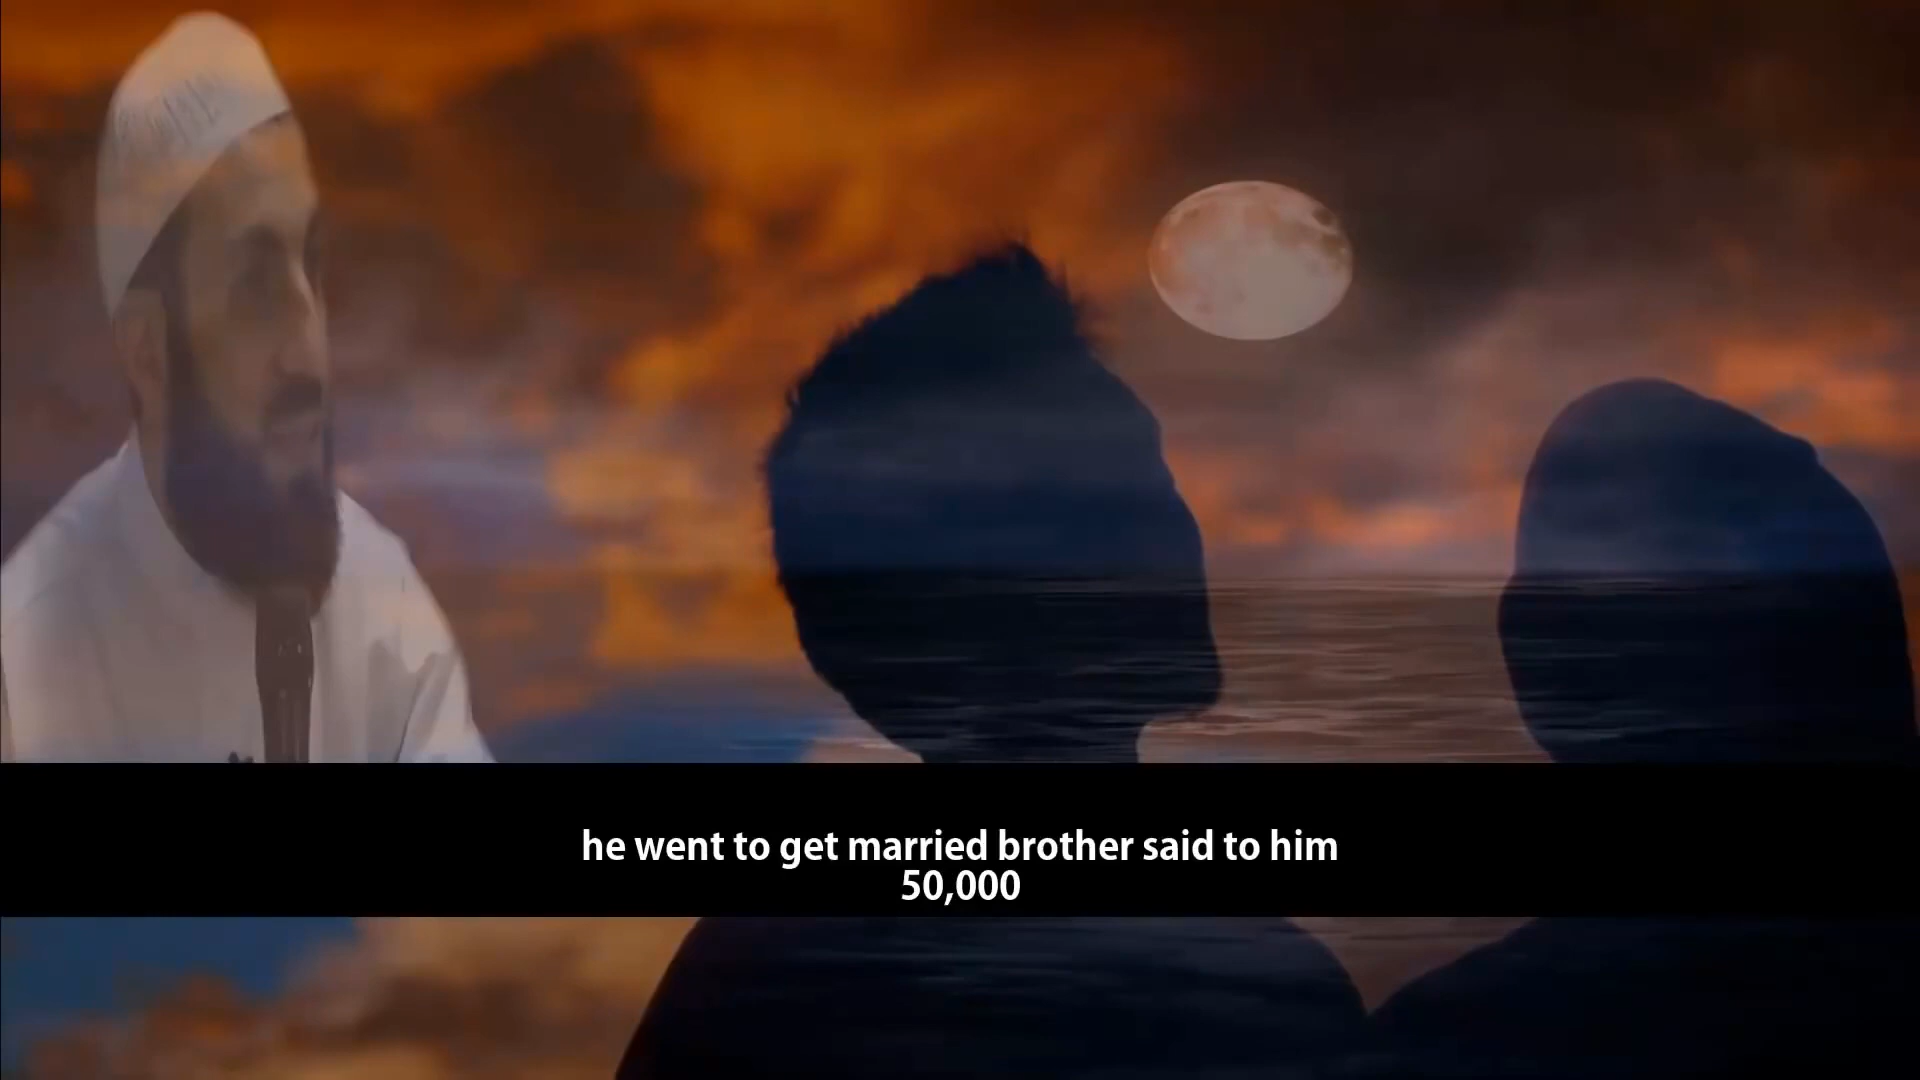 he went to get married brother said to him
50,000